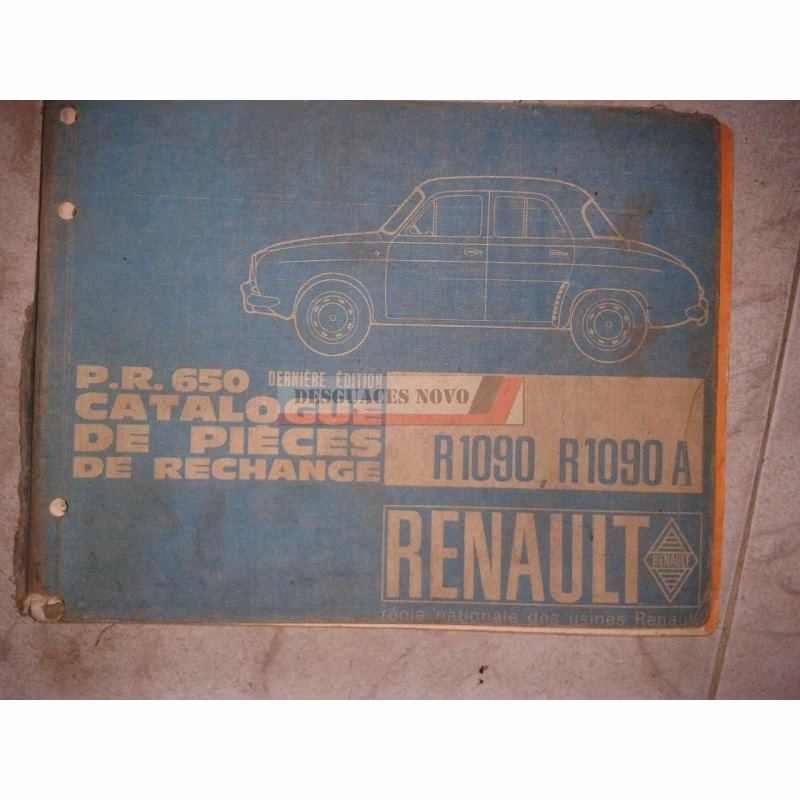 P.R. 650 DERNIÈRE ÉDITION
CATALOGUE
DE PIÈCES
DE RECHANGE
DESGUACES NOVO
R1090, R1090 A
RENAULT
RENAULT
régie nationale des usines Renault